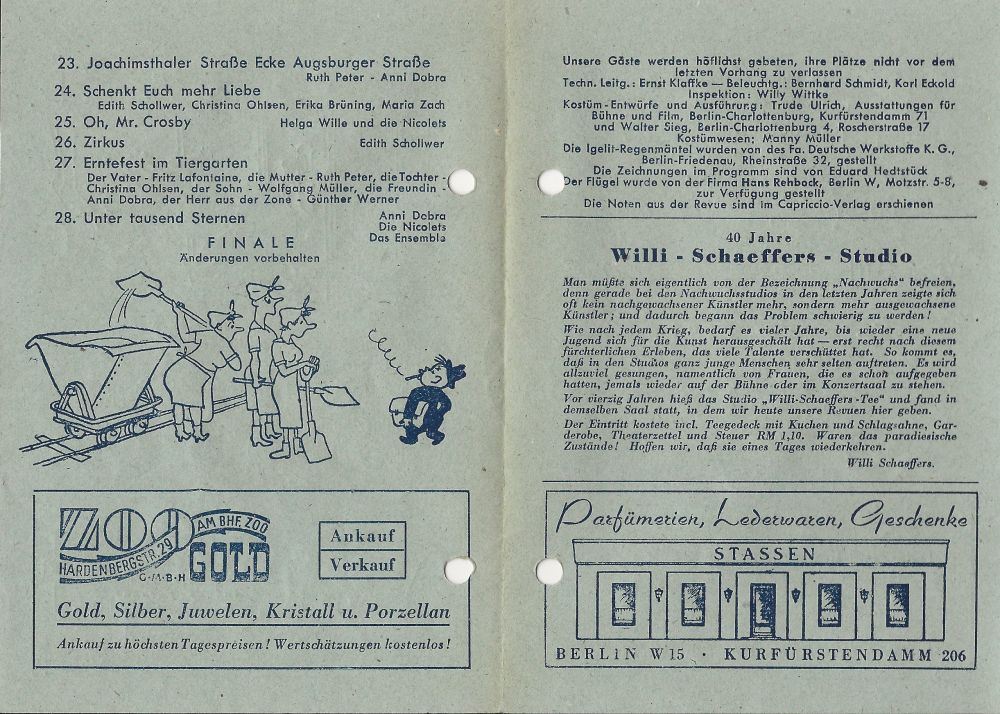 23. Joachimsthaler Straße Ecke Augsburger Straße
Ruth Peter - Anni Dobra
24. Schenkt Euch mehr Liebe
Edith Schollwer, Christina Ohlsen, Erika Brüning, Maria Zach
25. Oh, Mr. Crosby Helga Wille und die Nicolets
26. Zirkus Edith Schollwer
27. Erntefest im Tiergarten
Der Vater - Fritz Lafontaine, die Mutter - Ruth Peter, die Tochter -
Christina Ohlsen, der Sohn - Wolfgang Müller, die Freundin -
Anni Dobra, der Herr aus der Zone - Günther Werner
28. Unter tausend Sternen Anni Dobra
Die Nicolets
Das Ensemble
FINALE
Änderungen vorbehalten
ZOO
AM BHF. ZOO
HARDENBERGSTR. 29
G·M·B·H
GOLD
Ankauf
Verkauf
Gold, Silber, Juwelen, Kristall u. Porzellan
Ankauf zu höchsten Tagespreisen! Wertschätzungen kostenlos!
Unsere Gäste werden höflichst gebeten, ihre Plätze nicht vor dem
letzten Vorhang zu verlassen
Techn. Leitg.: Ernst Klaffke — Beleuchtg.: Bernhard Schmidt, Karl Eckold
Inspektion: Willy Wittke
Kostüm-Entwürfe und Ausführung: Trude Ulrich, Ausstattungen für
Bühne und Film, Berlin-Charlottenburg, Kurfürstendamm 71
und Walter Sieg, Berlin-Charlottenburg 4, Roscherstraße 17
Kostümwesen: Manny Müller
Die Igelit-Regenmäntel wurden von des Fa. Deutsche Werkstoffe K. G.,
Berlin-Friedenau, Rheinstraße 32, gestellt
Die Zeichnungen im Programm sind von Eduard Hedtstück
Der Flügel wurde von der Firma Hans Rehbock, Berlin W, Motzstr. 5-8,
zur Verfügung gestellt
Die Noten aus der Revue sind im Capriccio-Verlag erschienen
40 Jahre
Willi - Schaeffers - Studio
Man müßte sich eigentlich von der Bezeichnung „Nachwuchs“ befreien,
denn gerade bei den Nachwuchsstudios in den letzten Jahren zeigte sich
oft kein nachgewachsener Künstler mehr, sondern mehr ausgewachsene
Künstler; und dadurch begann das Problem schwierig zu werden!
Wie nach jedem Krieg, bedarf es vieler Jahre, bis wieder eine neue
Jugend sich für die Kunst herausgeschält hat — erst recht nach diesem
fürchterlichen Erleben, das viele Talente verschüttet hat. So kommt es,
daß in den Studios ganz junge Menschen sehr selten auftreten. Es wird
allzuviel gesungen, namentlich von Frauen, die es schon aufgegeben
hatten, jemals wieder auf der Bühne oder im Konzertsaal zu stehen.
Vor vierzig Jahren hieß das Studio „Willi-Schaeffers-Tee“ und fand in
demselben Saal statt, in dem wir heute unsere Revuen hier geben.
Der Eintritt kostete incl. Teegedeck mit Kuchen und Schlagsahne, Gar-
derobe, Theaterzettel und Steuer RM 1,10. Waren das paradiesische
Zustände! Hoffen wir, daß sie eines Tages wiederkehren.
Willi Schaeffers.
Parfümerien, Lederwaren, Geschenke
STASSEN
BERLIN W 15 · KURFÜRSTENDAMM 206